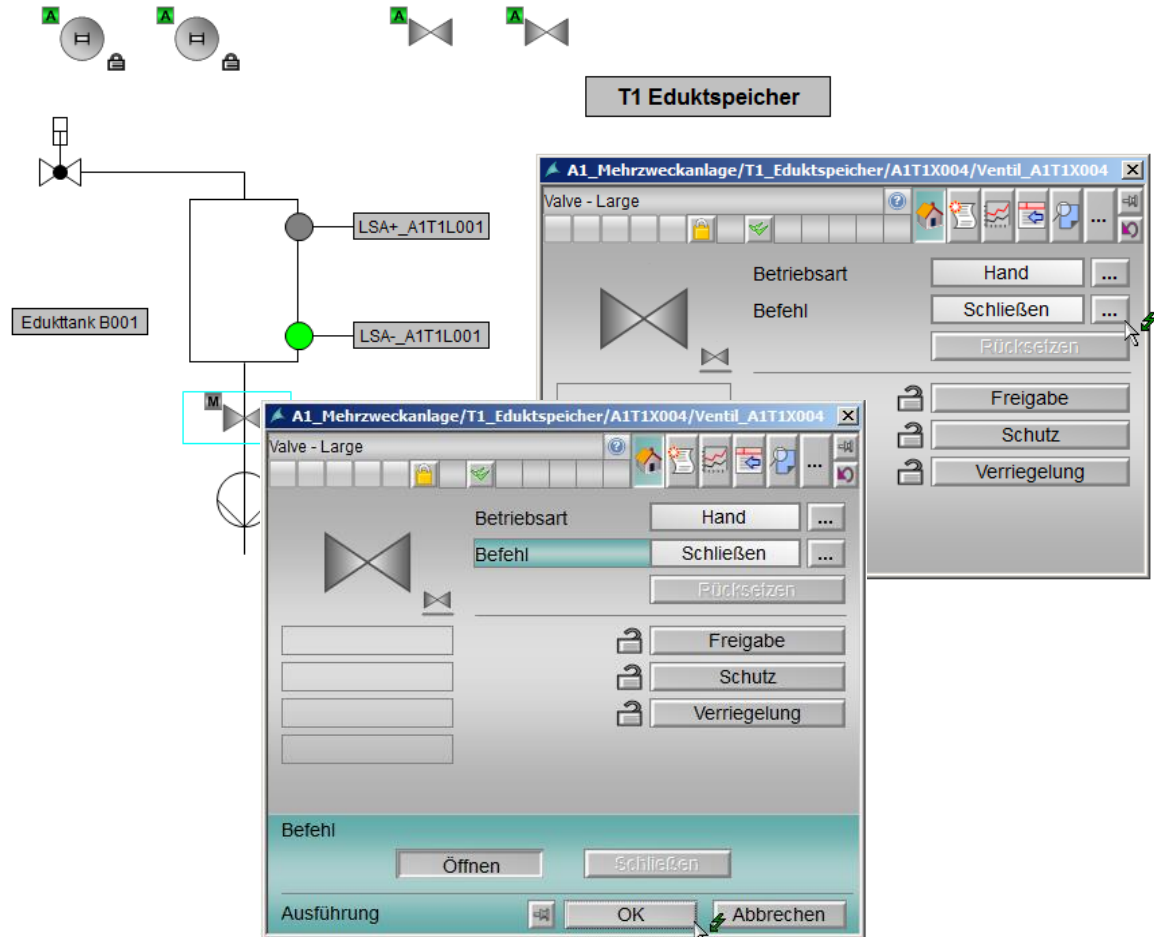 A
A
A
A
T1 Eduktspeicher
LSA+_A1T1L001
Edukttank B001
LSA-_A1T1L001
M
A1_Mehrzweckanlage/T1_Eduktspeicher/A1T1X004/Ventil_A1T1X004
Valve - Large
...
Betriebsart
Hand
...
Befehl
Schließen
...
Rücksetzen
Freigabe
Schutz
Verriegelung
A1_Mehrzweckanlage/T1_Eduktspeicher/A1T1X004/Ventil_A1T1X004
Valve - Large
...
Betriebsart
Hand
...
Befehl
Schließen
...
Rücksetzen
Freigabe
Schutz
Verriegelung
Befehl
Öffnen
Schließen
Ausführung
OK
Abbrechen